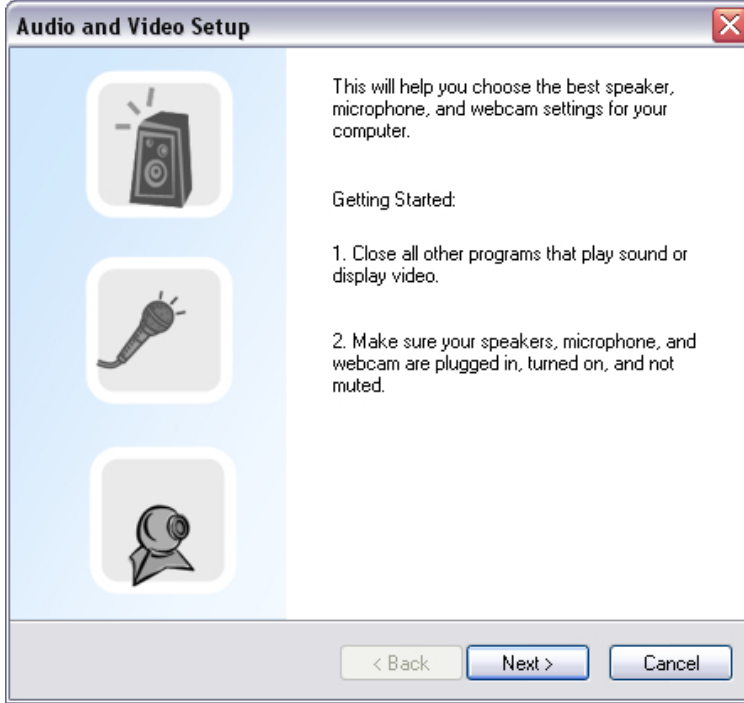 Audio and Video Setup
This will help you choose the best speaker,
microphone, and webcam settings for your
computer.
Getting Started:
1. Close all other programs that play sound or
display video.
2. Make sure your speakers, microphone, and
webcam are plugged in, turned on, and not
muted.
< Back Next > Cancel